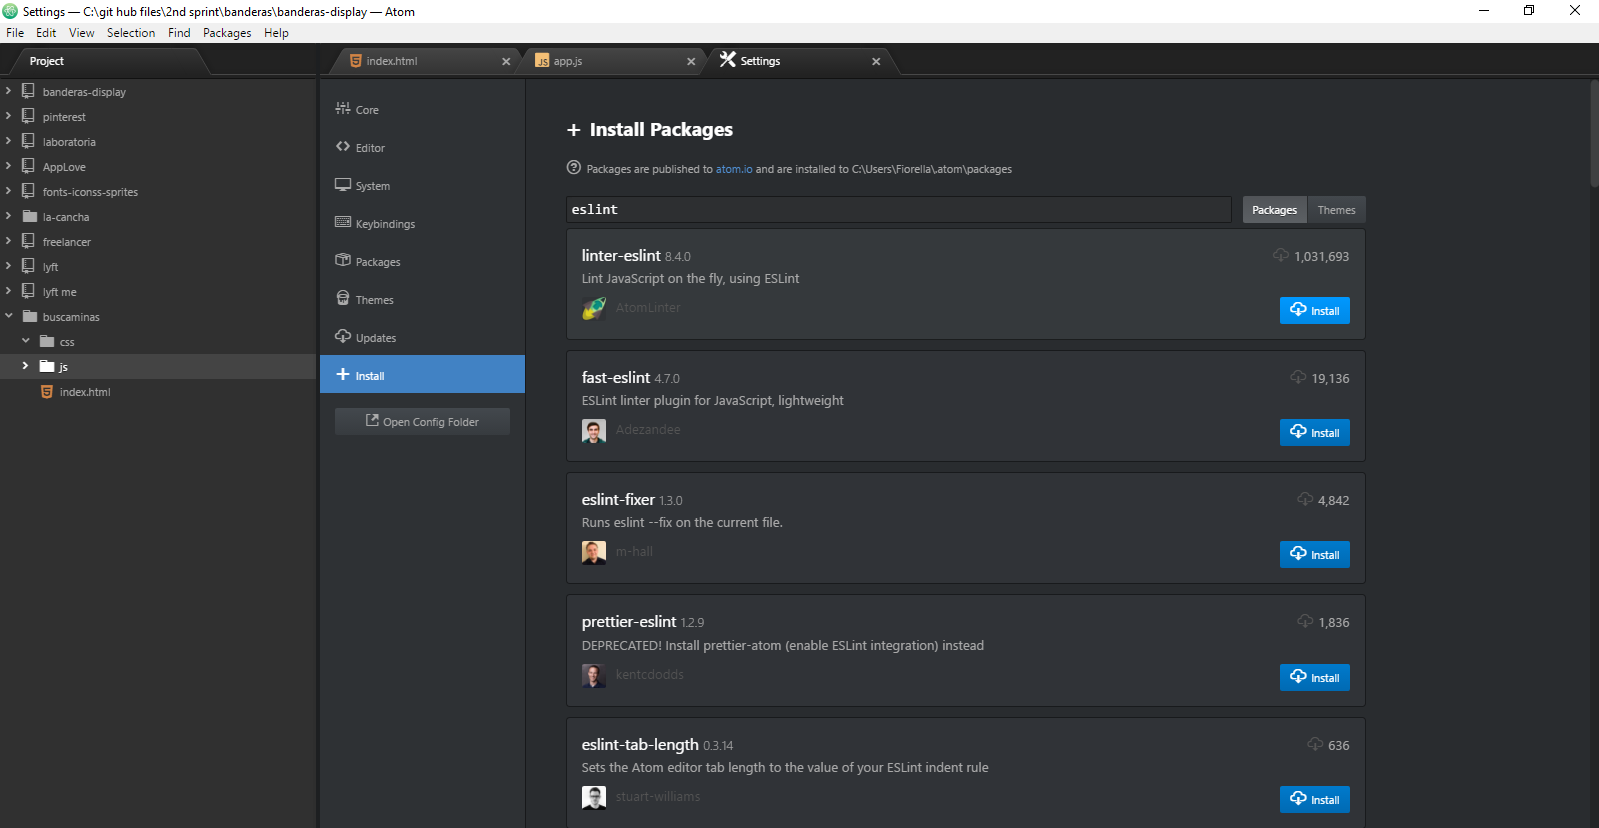 Settings — C:\git hub files\2nd sprint\banderas\banderas-display — Atom
File Edit View Selection Find Packages Help
Project
index.html
app.js
Settings
banderas-display
pinterest
laboratoria
AppLove
fonts-iconss-sprites
la-cancha
freelancer
lyft
lyft me
buscaminas
css
js
index.html
Core
Editor
System
Keybindings
Packages
Themes
Updates
Install
Open Config Folder
Install Packages
Packages are published to atom.io and are installed to C:\Users\Fiorella\.atom\packages
eslint
Packages Themes
linter-eslint 8.4.0 1,031,693
Lint JavaScript on the fly, using ESLint
AtomLinter
Install
fast-eslint 4.7.0 19,136
ESLint linter plugin for JavaScript, lightweight
Adezandee
Install
eslint-fixer 1.3.0 4,842
Runs eslint --fix on the current file.
m-hall
Install
prettier-eslint 1.2.9 1,836
DEPRECATED! Install prettier-atom (enable ESLint integration) instead
kentcdodds
Install
eslint-tab-length 0.3.14 636
Sets the Atom editor tab length to the value of your ESLint indent rule
stuart-williams
Install